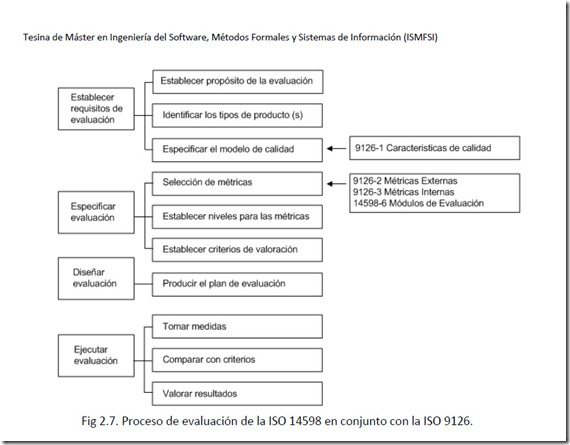 Tesina de Máster en Ingeniería del Software, Métodos Formales y Sistemas de Información (ISMFSI)
Establecer
requisitos de
evaluación
Establecer propósito de la evaluación
Identificar los tipos de producto (s)
Especificar el modelo de calidad
9126-1 Caracteristicas de calidad
Especificar
evaluación
Selección de métricas
9126-2 Métricas Externas
9126-3 Métricas Internas
14598-6 Módulos de Evaluación
Establecer niveles para las métricas
Establecer criterios de valoración
Diseñar
evaluación
Producir el plan de evaluación
Ejecutar
evaluación
Tomar medidas
Comparar con criterios
Valorar resultados
Fig 2.7. Proceso de evaluación de la ISO 14598 en conjunto con la ISO 9126.